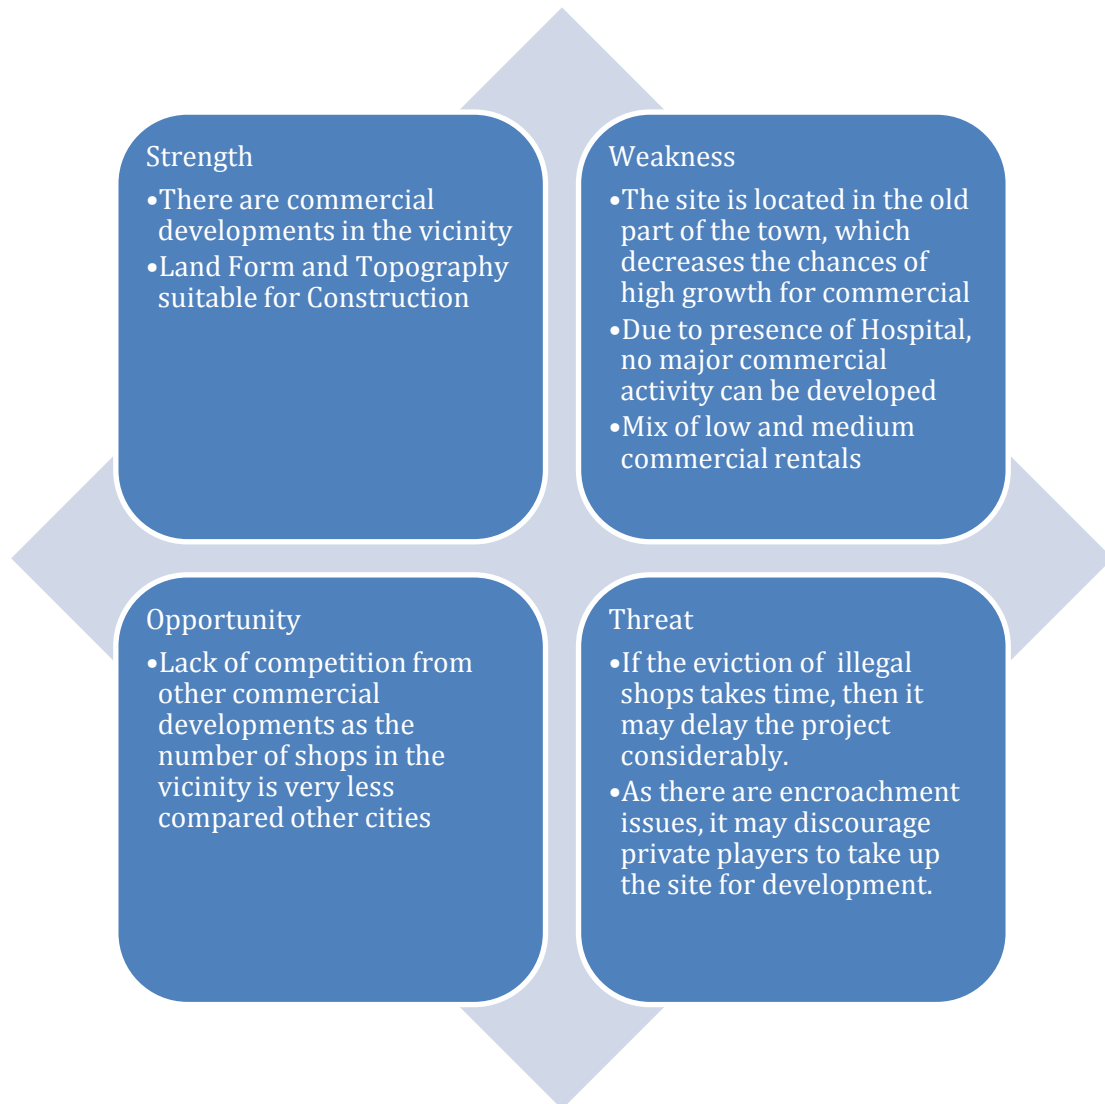 Strength
•There are commercial
developments in the vicinity
•Land Form and Topography
suitable for Construction
Weakness
•The site is located in the old
part of the town, which
decreases the chances of
high growth for commercial
•Due to presence of Hospital,
no major commercial
activity can be developed
•Mix of low and medium
commercial rentals
Opportunity
•Lack of competition from
other commercial
developments as the
number of shops in the
vicinity is very less
compared other cities
Threat
•If the eviction of  illegal
shops takes time, then it
may delay the project
considerably.
•As there are encroachment
issues, it may discourage
private players to take up
the site for development.